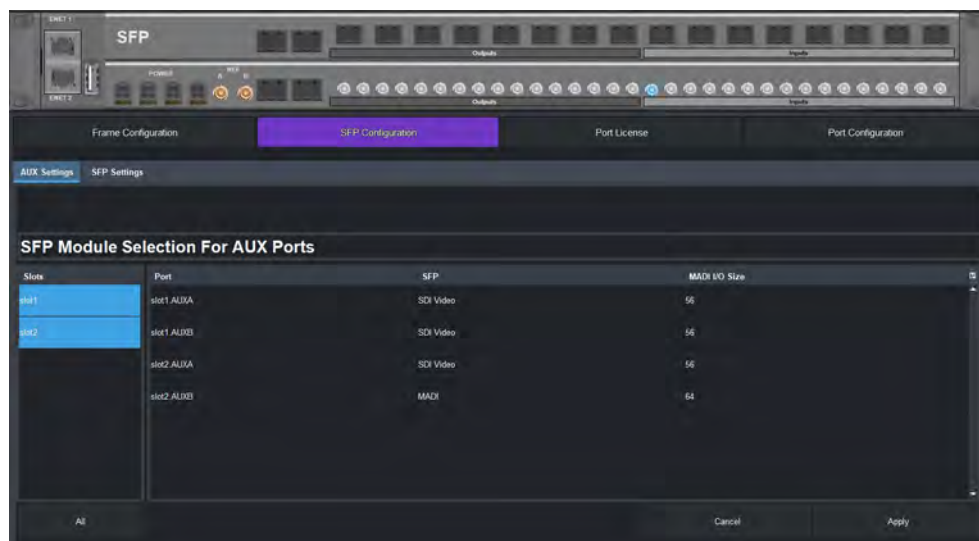 ENET 1
SFP
Outputs
Inputs
POWER
REF
A B
ENET 2
Outputs
Inputs
Frame Configuration
SFP Configuration
Port License
Port Configuration
AUX Settings
SFP Settings
SFP Module Selection For AUX Ports
Slots
Port
SFP
MADI I/O Size
slot1
slot1.AUXA
SDI Video
56
slot2
slot1.AUXB
SDI Video
56
slot2.AUXA
SDI Video
56
slot2.AUXB
MADI
64
All
Cancel
Apply